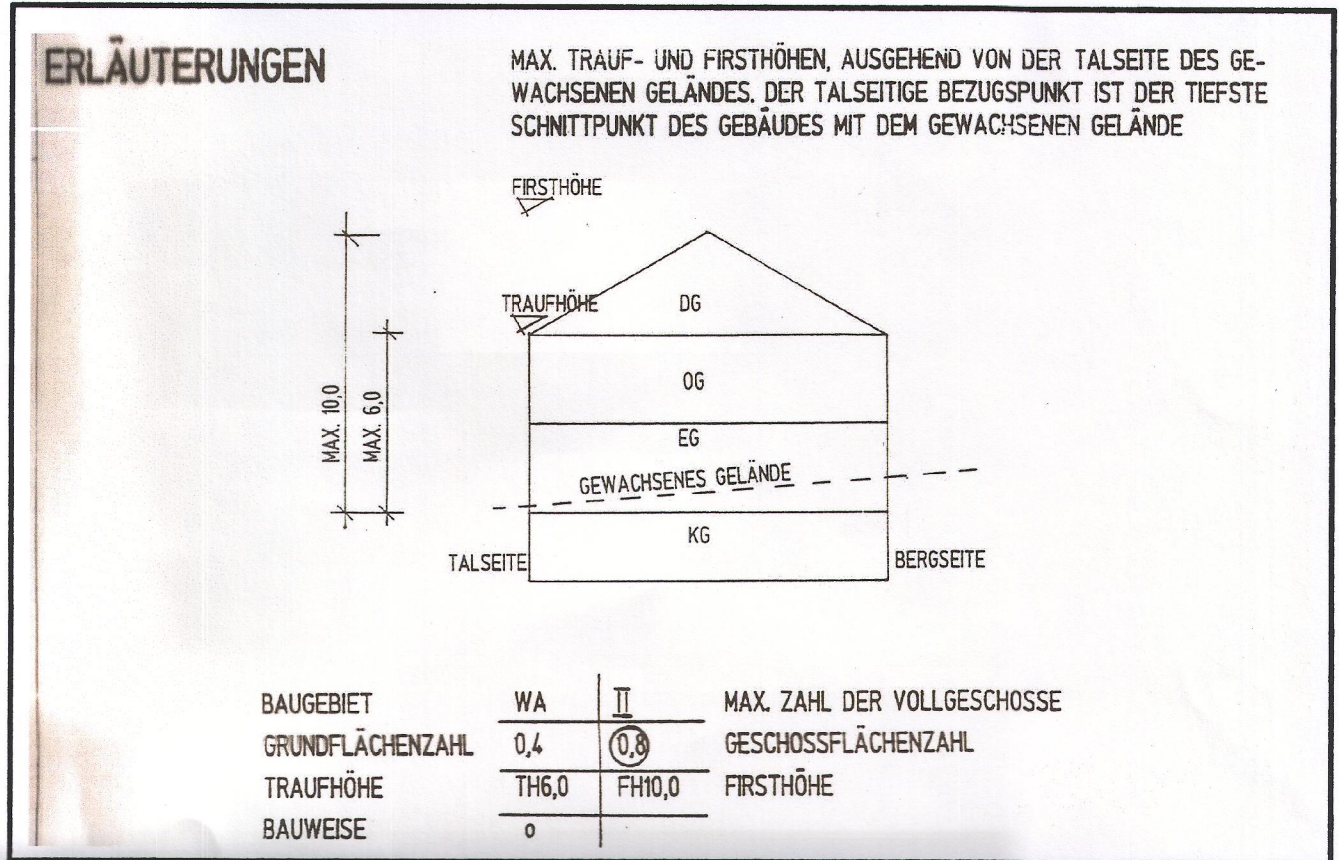 ERLÄUTERUNGEN
MAX. TRAUF- UND FIRSTHÖHEN, AUSGEHEND VON DER TALSEITE DES GE-
WACHSENEN GELÄNDES. DER TALSEITIGE BEZUGSPUNKT IST DER TIEFSTE
SCHNITTPUNKT DES GEBÄUDES MIT DEM GEWACHSENEN GELÄNDE
FIRSTHÖHE
TRAUFHÖHE
DG
OG
MAX. 10,0
MAX. 6,0
EG
GEWACHSENES GELÄNDE
KG
TALSEITE
BERGSEITE
BAUGEBIET WA II MAX. ZAHL DER VOLLGESCHOSSE
GRUNDFLÄCHENZAHL 0,4 0,8 GESCHOSSFLÄCHENZAHL
TRAUFHÖHE TH6,0 FH10,0 FIRSTHÖHE
BAUWEISE o